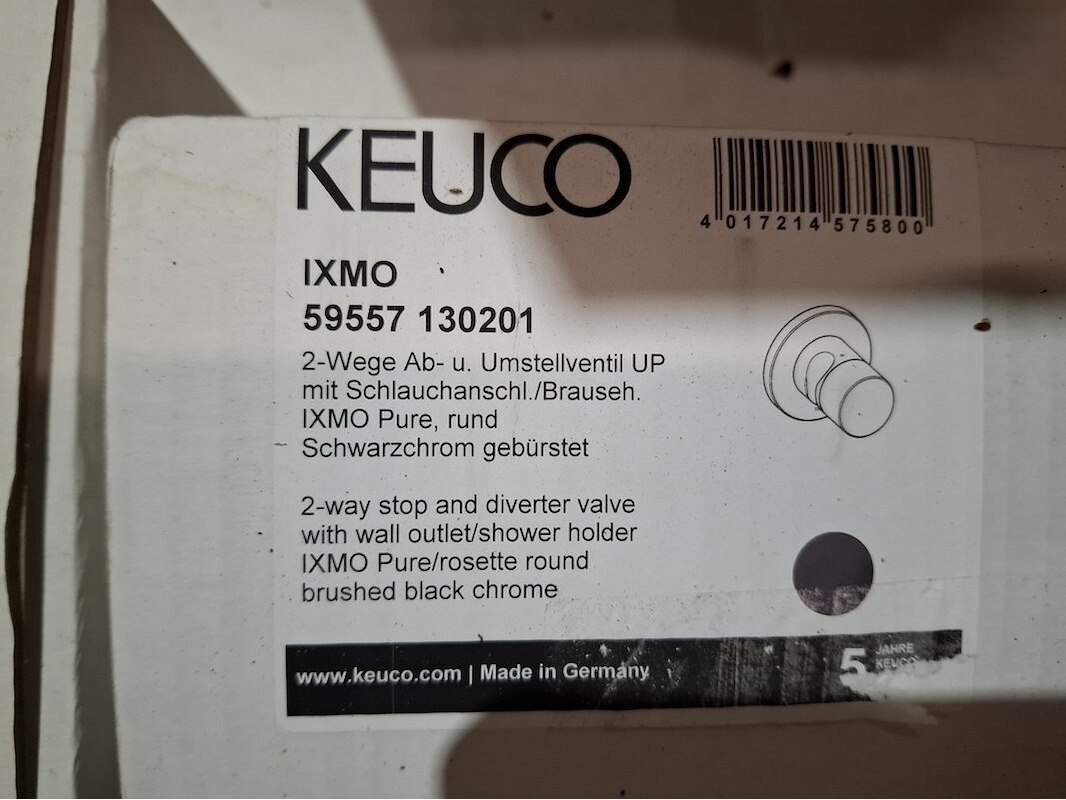 KEUCO
4 017214 575800
IXMO
59557 130201
2-Wege Ab- u. Umstellventil UP
mit Schlauchanschl./Brauseh.
IXMO Pure, rund
Schwarzchrom gebürstet
2-way stop and diverter valve
with wall outlet/shower holder
IXMO Pure/rosette round
brushed black chrome
www.keuco.com | Made in Germany
5 JAHRE
KEUCO